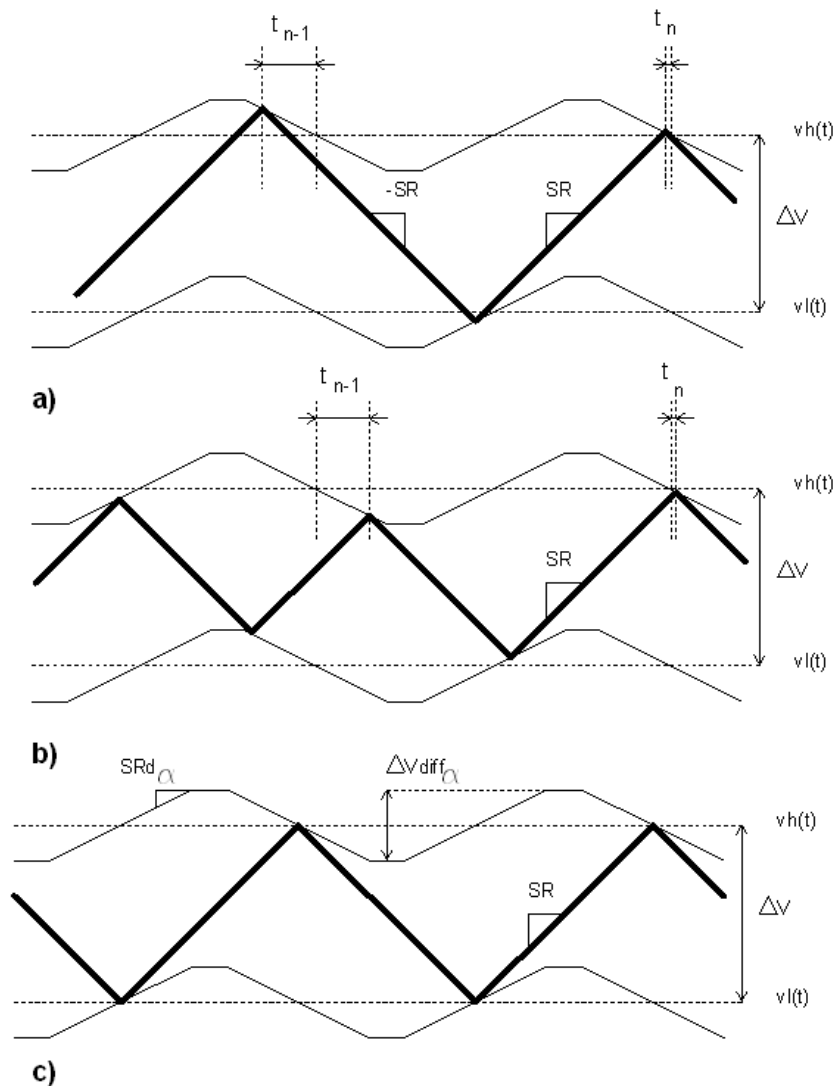 t n-1
t n
vh(t)
-SR
SR
ΔV
vl(t)
a)
t n-1
t n
vh(t)
SR
ΔV
vl(t)
b)
SRd α
ΔVdiff α
vh(t)
SR
ΔV
vl(t)
c)